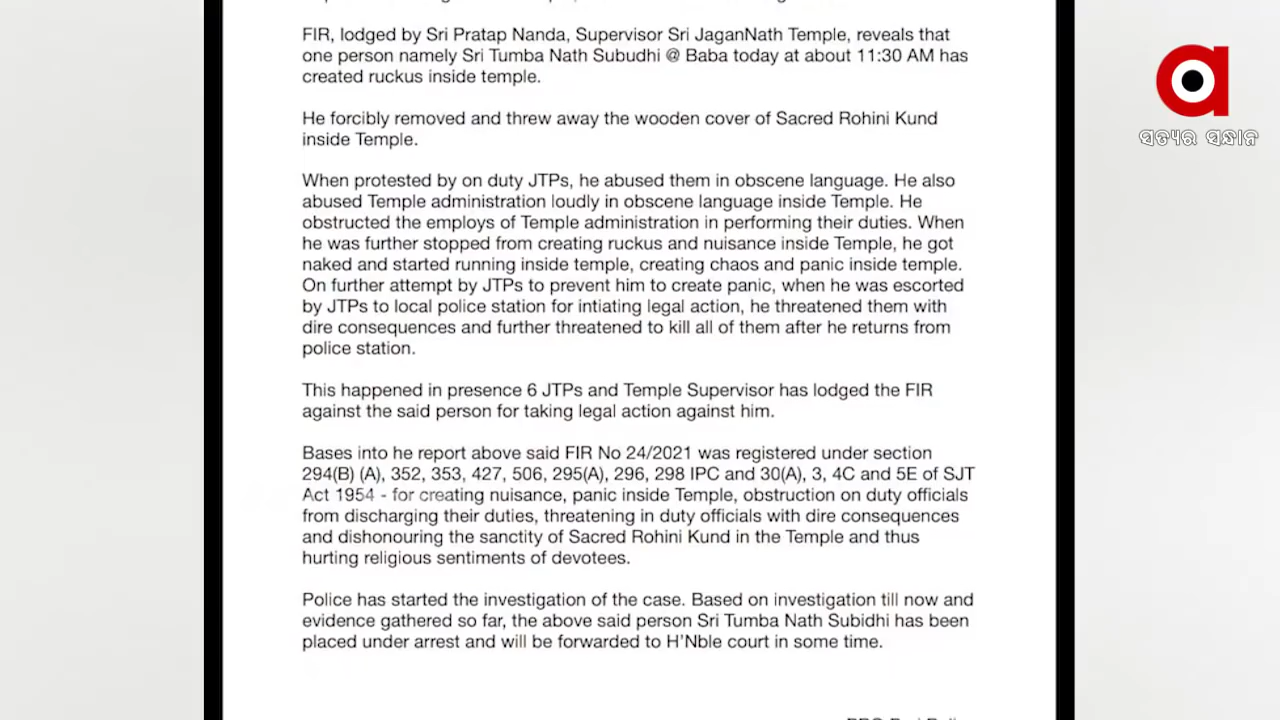 FIR, lodged by Sri Pratap Nanda, Supervisor Sri JaganNath Temple, reveals that
one person namely Sri Tumba Nath Subudhi @ Baba today at about 11:30 AM has
created ruckus inside temple.
He forcibly removed and threw away the wooden cover of Sacred Rohini Kund
inside Temple.
When protested by on duty JTPs, he abused them in obscene language. He also
abused Temple administration loudly in obscene language inside Temple. He
obstructed the employs of Temple administration in performing their duties. When
he was further stopped from creating ruckus and nuisance inside Temple, he got
naked and started running inside temple, creating chaos and panic inside temple.
On further attempt by JTPs to prevent him to create panic, when he was escorted
by JTPs to local police station for intiating legal action, he threatened them with
dire consequences and further threatened to kill all of them after he returns from
police station.
This happened in presence 6 JTPs and Temple Supervisor has lodged the FIR
against the said person for taking legal action against him.
Bases into he report above said FIR No 24/2021 was registered under section
294(B) (A), 352, 353, 427, 506, 295(A), 296, 298 IPC and 30(A), 3, 4C and 5E of SJT
Act 1954 - for creating nuisance, panic inside Temple, obstruction on duty officials
from discharging their duties, threatening in duty officials with dire consequences
and dishonouring the sanctity of Sacred Rohini Kund in the Temple and thus
hurting religious sentiments of devotees.
Police has started the investigation of the case. Based on investigation till now and
evidence gathered so far, the above said person Sri Tumba Nath Subidhi has been
placed under arrest and will be forwarded to H'Nble court in some time.
ସତ୍ୟର ସନ୍ଧାନ